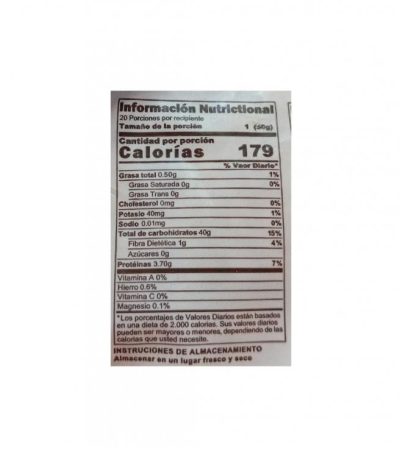 Información Nutrictional
20 Porciones por recipiente
Tamaño de la porción 1 (50g)
Cantidad por porción
Calorías 179
% Vaor Diario*
Grasa total 0.50g 1%
Grasa Saturada 0g 0%
Grasa Trans 0g
Cholesterol 0mg 0%
Potasio 40mg 1%
Sodio 0.01mg 0%
Total de carbohidratos 40g 15%
Fibra Dietética 1g 4%
Azúcares 0g
Proteínas 3.70g 7%
Vitamina A 0%
Hierro 0.6%
Vitamina C 0%
Magnesio 0.1%
*Los porcentajes de Valores Diarios están basados
en una dieta de 2.000 calorias. Sus valores diarios
pueden ser mayores o menores, dependiendo de las
calorías que usted necesite.
INSTRUCIONES DE ALMACENAMIENTO
Almacenar en un lugar fresco y seco